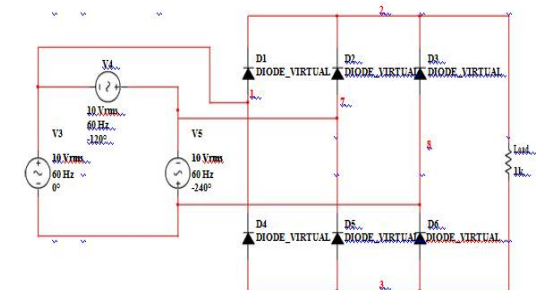 2
V4
10 Vrms
60 Hz
-120°
V3
10 Vrms
60 Hz
0°
V5
10 Vrms
60 Hz
-240°
D1
DIODE_VIRTUAL
D2
DIODE_VIRTUAL
D3
DIODE_VIRTUAL
1
7
8
Load
1k
D4
DIODE_VIRTUAL
D5
DIODE_VIRTUAL
D6
DIODE_VIRTUAL
3